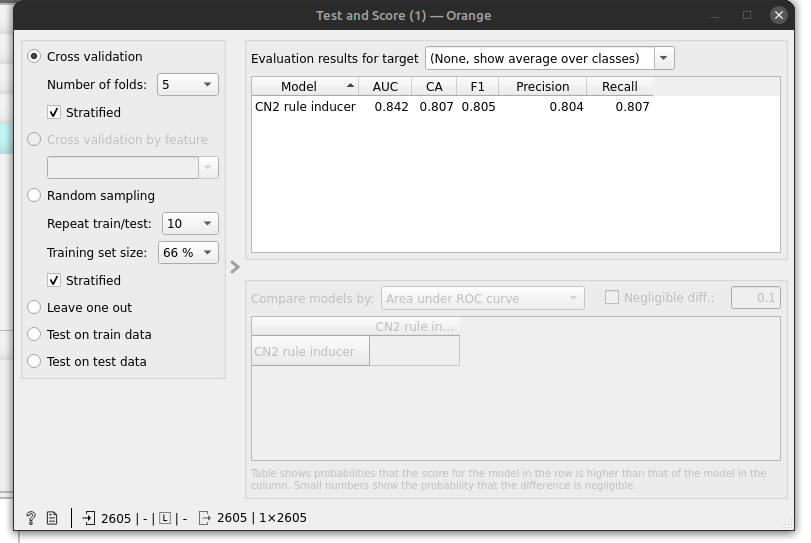 Test and Score (1) — Orange
Cross validation
Number of folds: 5
Stratified
Cross validation by feature
Random sampling
Repeat train/test: 10
Training set size: 66 %
Stratified
Leave one out
Test on train data
Test on test data
Evaluation results for target (None, show average over classes)
Model AUC CA F1 Precision Recall
CN2 rule inducer 0.842 0.807 0.805 0.804 0.807
Compare models by: Area under ROC curve Negligible diff.: 0.1
CN2 rule in...
CN2 rule inducer
Table shows probabilities that the score for the model in the row is higher than that of the model in the
column. Small numbers show the probability that the difference is negligible.
? 2605 | - | L | - 2605 | 1×2605